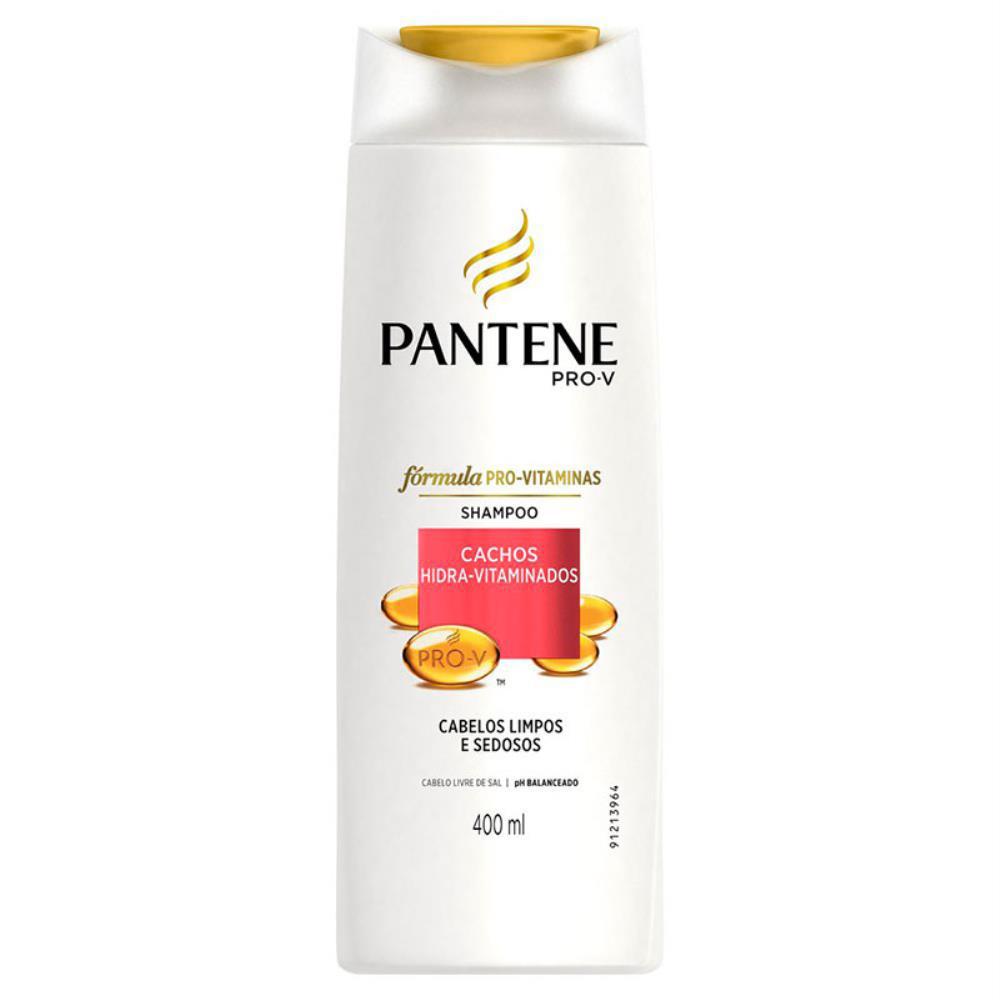 PANTENE
PRO-V
fórmula PRO-VITAMINAS
SHAMPOO
CACHOS
HIDRA-VITAMINADOS
PRO-V
TM
CABELOS LIMPOS
E SEDOSOS
CABELO LIVRE DE SAL | pH BALANCEADO
400 ml
91213964